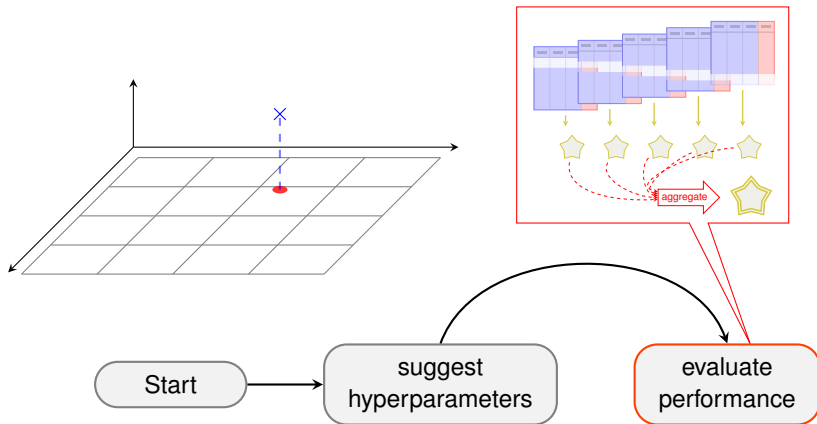 aggregate
Start
suggest
hyperparameters
evaluate
performance